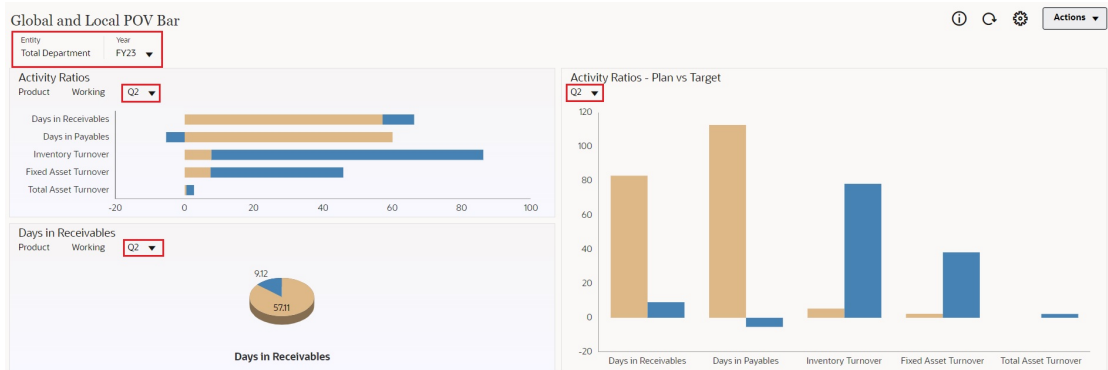 Global and Local POV Bar
Actions
Entity Year
Total Department FY23
Activity Ratios
Product Working Q2
Days in Receivables
Days in Payables
Inventory Turnover
Fixed Asset Turnover
Total Asset Turnover
-20 0 20 40 60 80 100
Days in Receivables
Product Working Q2
9.12
57.11
Days in Receivables
Activity Ratios - Plan vs Target
Q2
120
100
80
60
40
20
0
-20
Days in Receivables Days in Payables Inventory Turnover Fixed Asset Turnover Total Asset Turnover